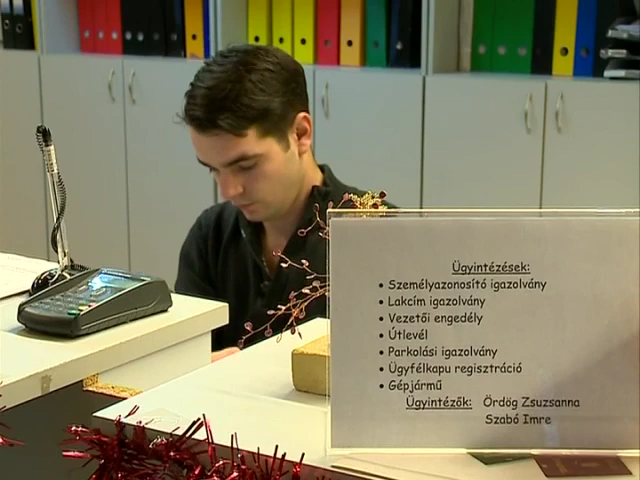 Ügyintézések:
• Személyazonosító igazolvány
• Lakcím igazolvány
• Vezetői engedély
• Útlevél
• Parkolási igazolvány
• Ügyfélkapu regisztráció
• Gépjármű
Ügyintézők: Ördög Zsuzsanna
Szabó Imre